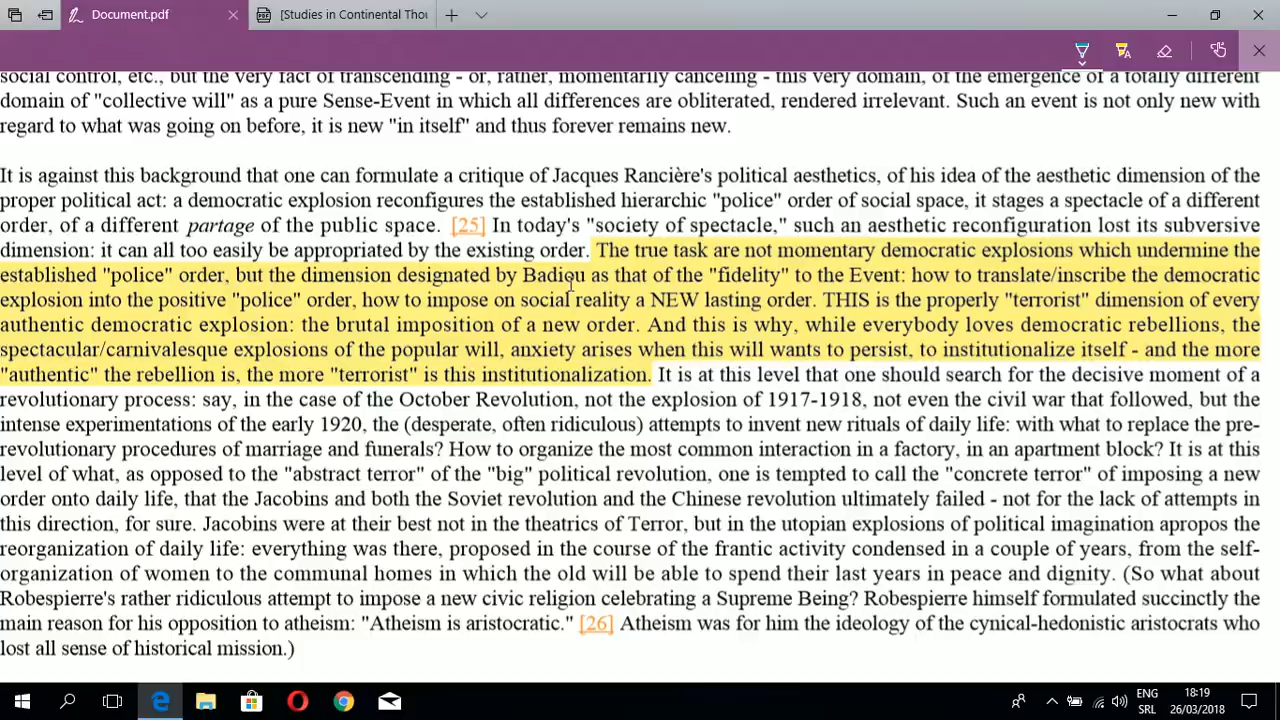 Document.pdf
[Studies in Continental Thou
social control, etc., but the very fact of transcending - or, rather, momentarily canceling - this very domain, of the emergence of a totally different
domain of "collective will" as a pure Sense-Event in which all differences are obliterated, rendered irrelevant. Such an event is not only new with
regard to what was going on before, it is new "in itself" and thus forever remains new.
It is against this background that one can formulate a critique of Jacques Rancière's political aesthetics, of his idea of the aesthetic dimension of the
proper political act: a democratic explosion reconfigures the established hierarchic "police" order of social space, it stages a spectacle of a different
order, of a different partage of the public space. [25] In today's "society of spectacle," such an aesthetic reconfiguration lost its subversive
dimension: it can all too easily be appropriated by the existing order. The true task are not momentary democratic explosions which undermine the
established "police" order, but the dimension designated by Badiou as that of the "fidelity" to the Event: how to translate/inscribe the democratic
explosion into the positive "police" order, how to impose on social reality a NEW lasting order. THIS is the properly "terrorist" dimension of every
authentic democratic explosion: the brutal imposition of a new order. And this is why, while everybody loves democratic rebellions, the
spectacular/carnivalesque explosions of the popular will, anxiety arises when this will wants to persist, to institutionalize itself - and the more
"authentic" the rebellion is, the more "terrorist" is this institutionalization. It is at this level that one should search for the decisive moment of a
revolutionary process: say, in the case of the October Revolution, not the explosion of 1917-1918, not even the civil war that followed, but the
intense experimentations of the early 1920, the (desperate, often ridiculous) attempts to invent new rituals of daily life: with what to replace the pre-
revolutionary procedures of marriage and funerals? How to organize the most common interaction in a factory, in an apartment block? It is at this
level of what, as opposed to the "abstract terror" of the "big" political revolution, one is tempted to call the "concrete terror" of imposing a new
order onto daily life, that the Jacobins and both the Soviet revolution and the Chinese revolution ultimately failed - not for the lack of attempts in
this direction, for sure. Jacobins were at their best not in the theatrics of Terror, but in the utopian explosions of political imagination apropos the
reorganization of daily life: everything was there, proposed in the course of the frantic activity condensed in a couple of years, from the self-
organization of women to the communal homes in which the old will be able to spend their last years in peace and dignity. (So what about
Robespierre's rather ridiculous attempt to impose a new civic religion celebrating a Supreme Being? Robespierre himself formulated succinctly the
main reason for his opposition to atheism: "Atheism is aristocratic." [26] Atheism was for him the ideology of the cynical-hedonistic aristocrats who
lost all sense of historical mission.)
ENG
SRL
18:19
26/03/2018